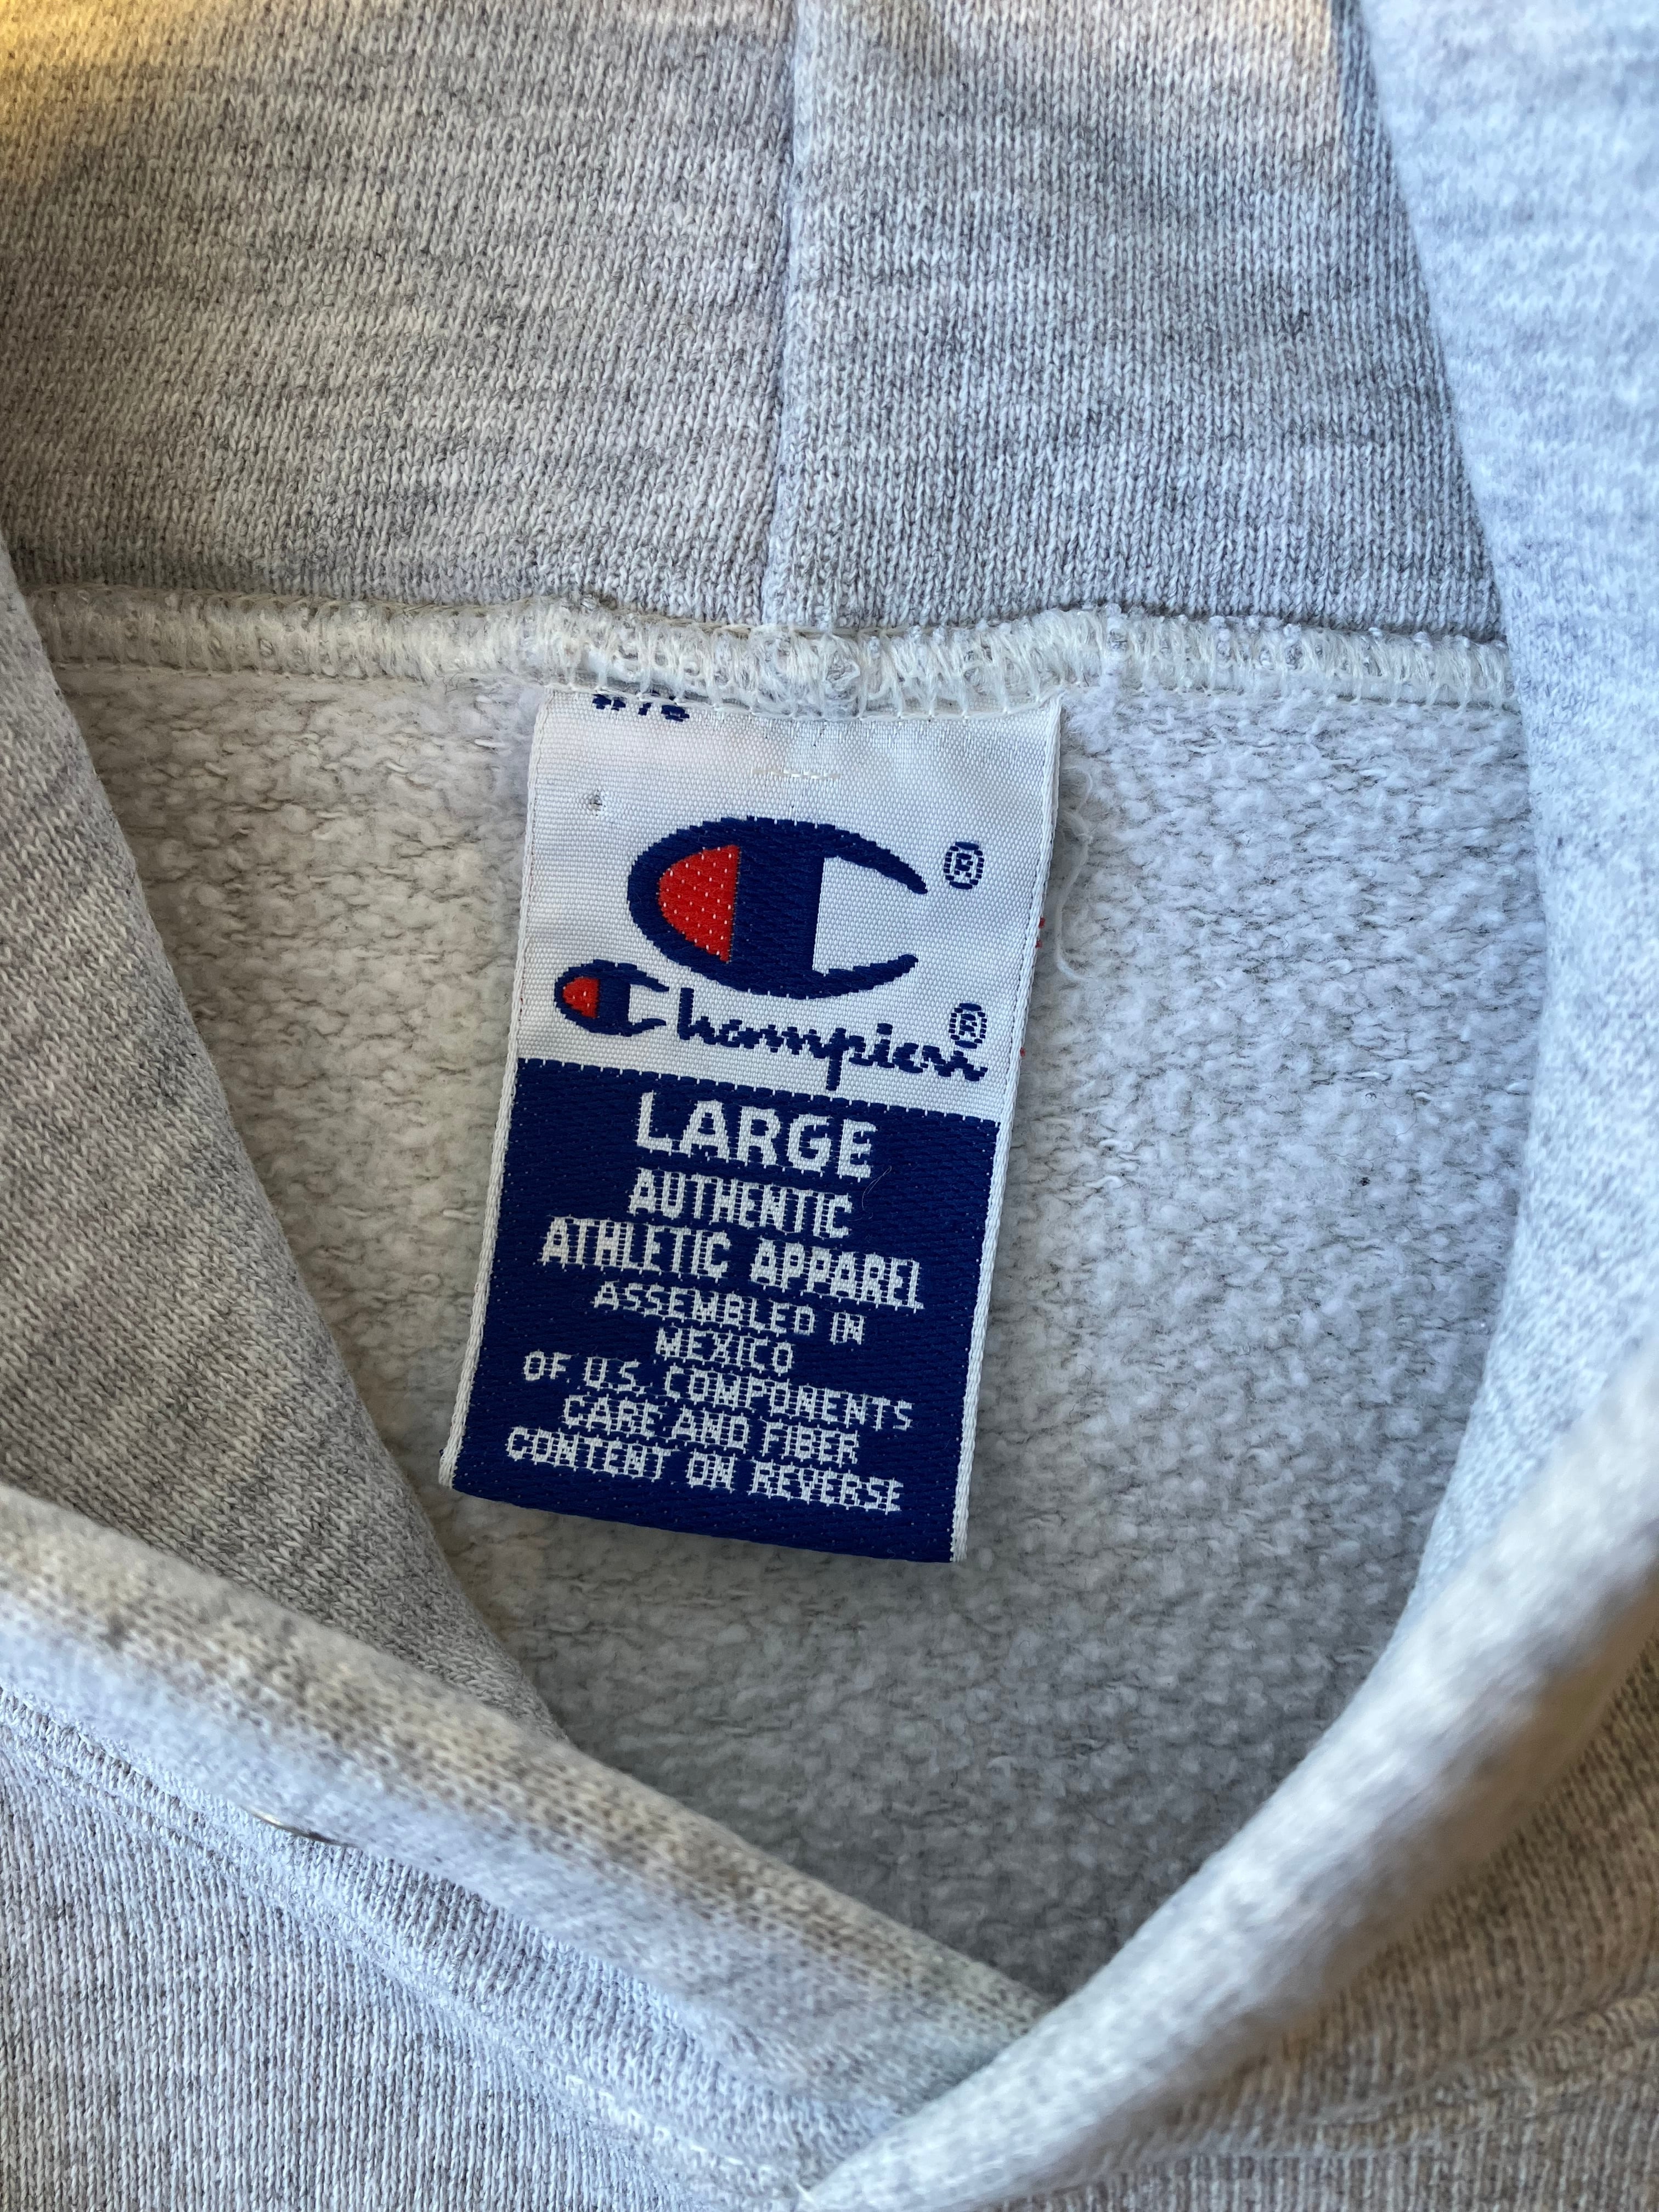 ®
Champion®
LARGE
AUTHENTIC
ATHLETIC APPAREL
ASSEMBLED IN
MEXICO
OF U.S. COMPONENTS
CARE AND FIBER
CONTENT ON REVERSE